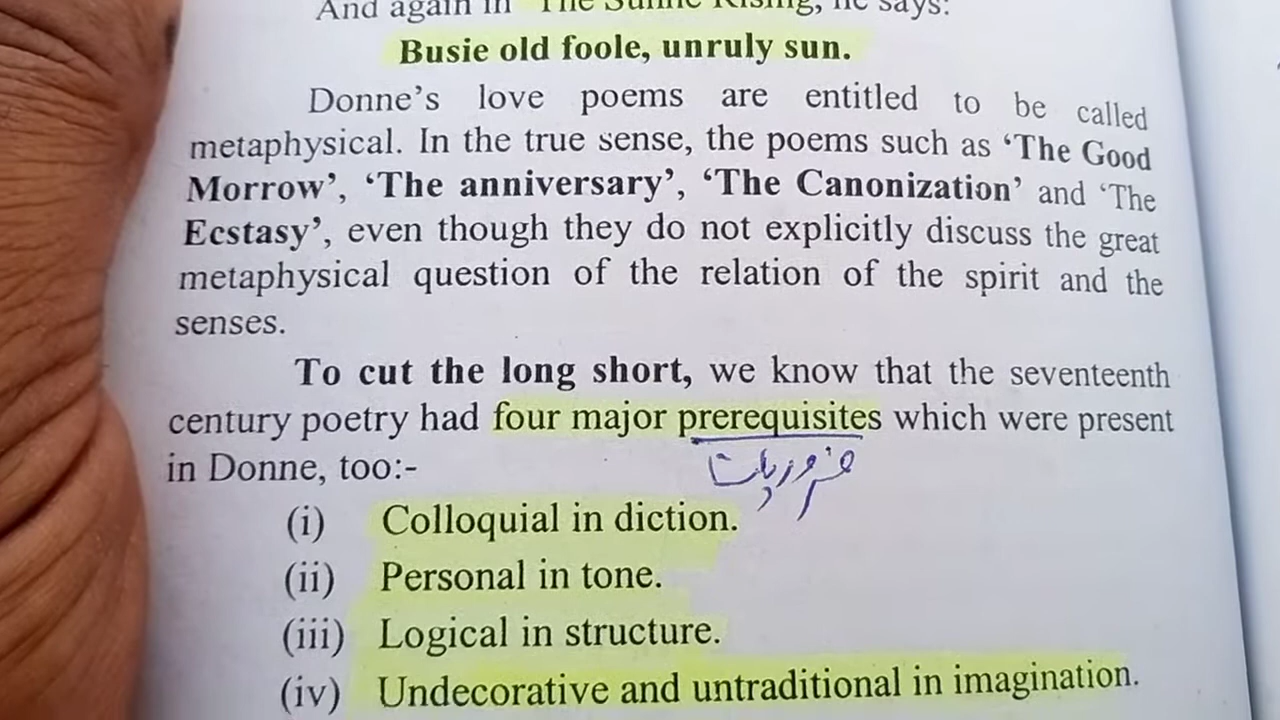 And again in "The Sunne Rising, he says:
Busie old foole, unruly sun.
Donne's love poems are entitled to be called
metaphysical. In the true sense, the poems such as 'The Good
Morrow', 'The anniversary', 'The Canonization' and 'The
Ecstasy', even though they do not explicitly discuss the great
metaphysical question of the relation of the spirit and the
senses.
To cut the long short, we know that the seventeenth
century poetry had four major prerequisites which were present
in Donne, too:-
ضروریات
(i) Colloquial in diction.
(ii) Personal in tone.
(iii) Logical in structure.
(iv) Undecorative and untraditional in imagination.